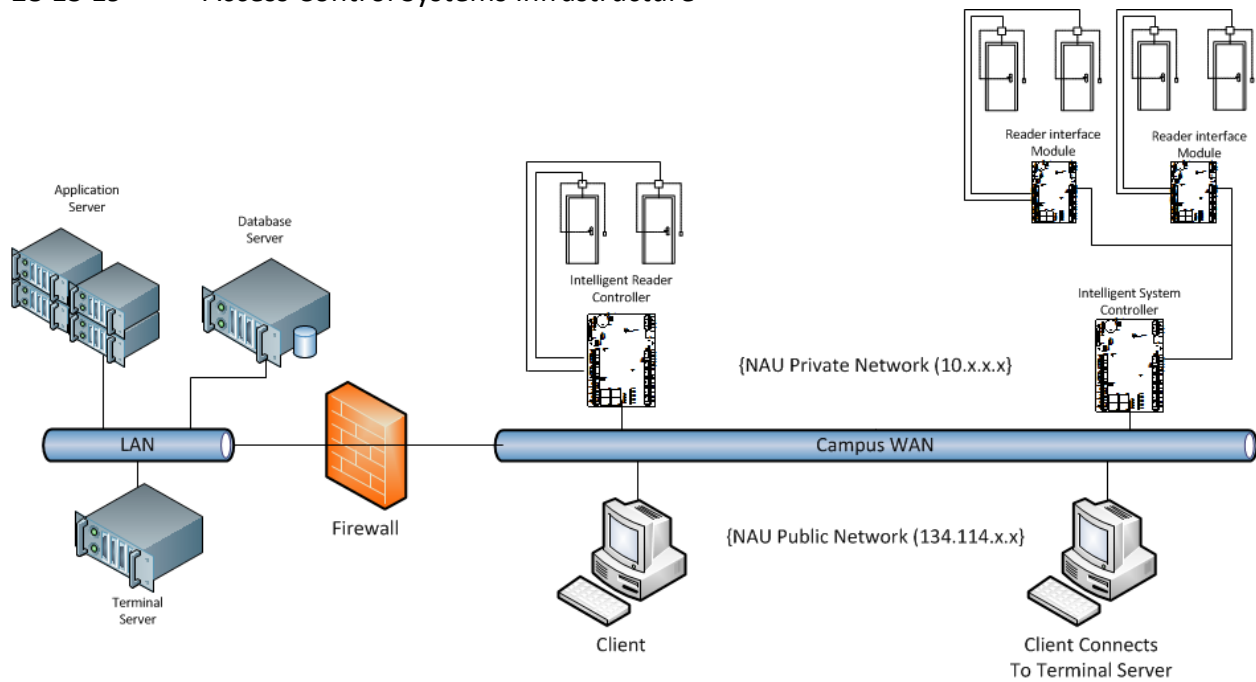 Access Control Systems Infrastructure
Reader interface
Module
Reader interface
Module
Application
Server
Database
Server
Intelligent Reader
Controller
Intelligent System
Controller
{NAU Private Network (10.x.x.x}
LAN
Campus WAN
Firewall
{NAU Public Network (134.114.x.x}
Terminal
Server
Client
Client Connects
To Terminal Server